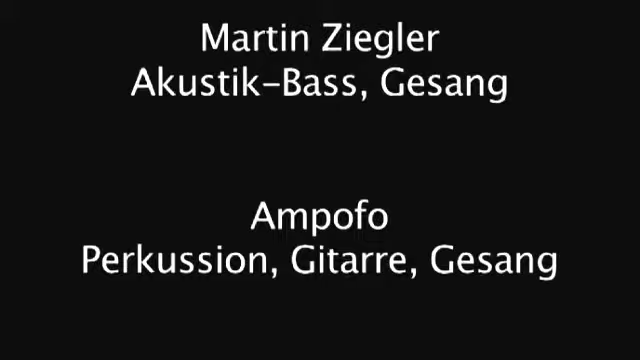 Martin Ziegler
Akustik-Bass, Gesang
Ampofo
Perkussion, Gitarre, Gesang